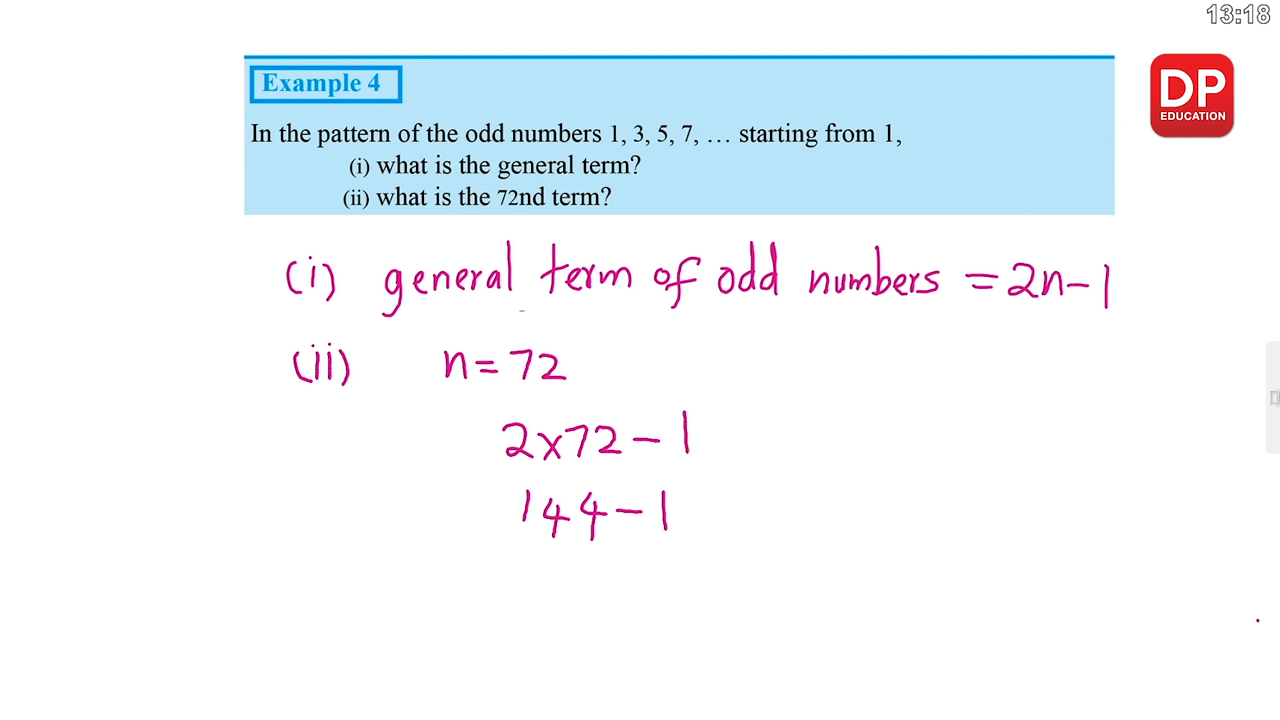 13:18
DP
EDUCATION
Example 4
In the pattern of the odd numbers 1, 3, 5, 7, … starting from 1,
(i) what is the general term?
(ii) what is the 72nd term?
(i) general term of odd numbers = 2n-1
(ii) n=72
2x72-1
144-1